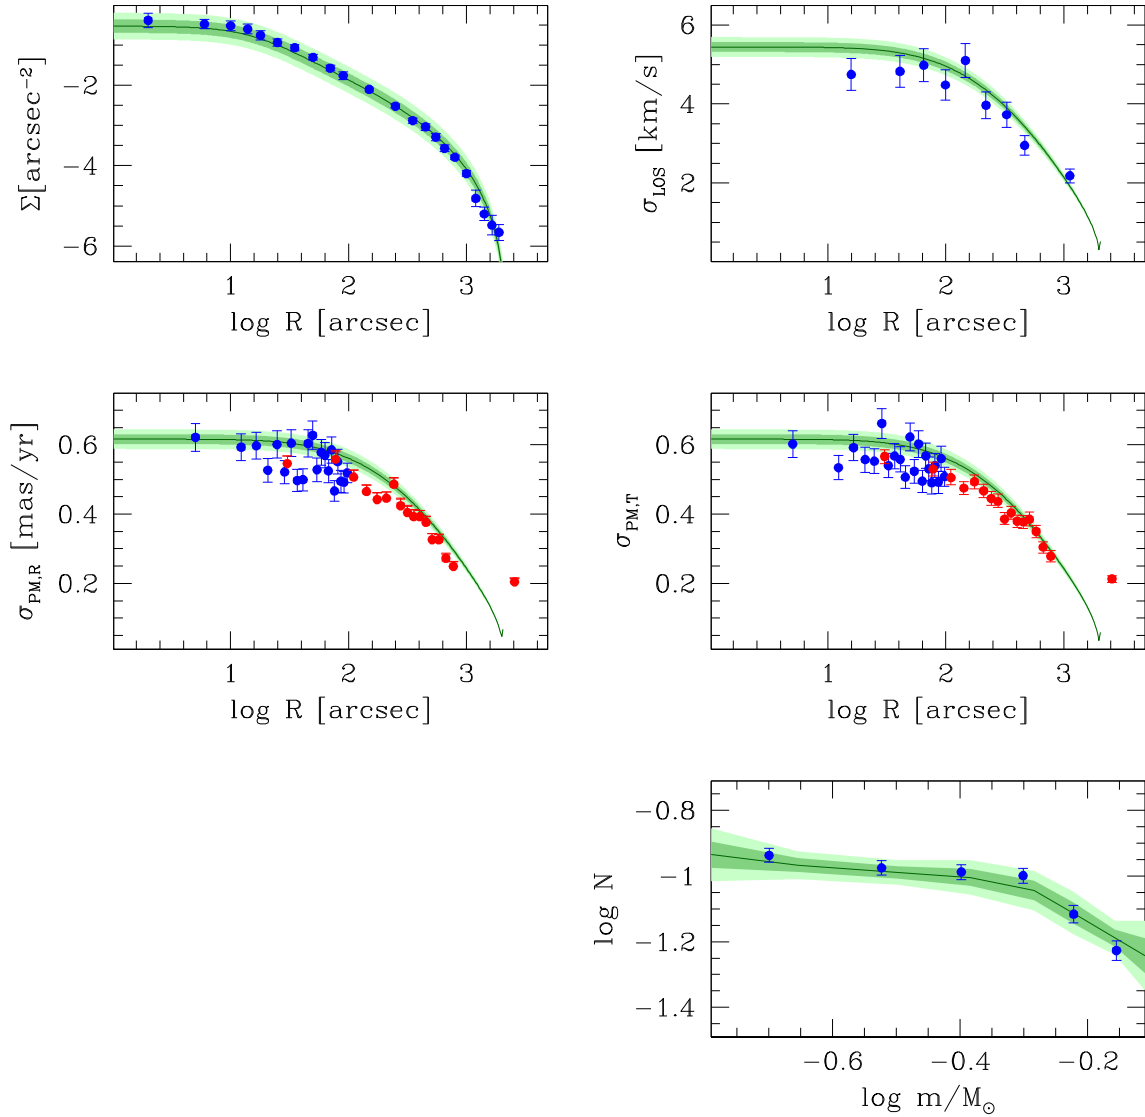 Σ[arcsec⁻²]
−2
−4
−6
1 2 3
log R [arcsec]
σ_LOS [km/s]
6
4
2
1 2 3
log R [arcsec]
σ_PM,R [mas/yr]
0.6
0.4
0.2
1 2 3
log R [arcsec]
σ_PM,T
0.6
0.4
0.2
1 2 3
log R [arcsec]
log N
−0.8
−1
−1.2
−1.4
−0.6 −0.4 −0.2
log m/M_⊙